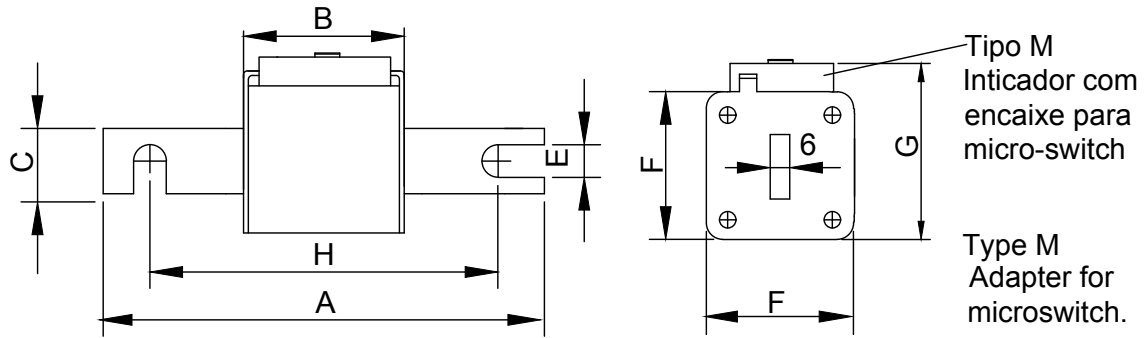 B
C
E
H
A
F
6
G
F
Tipo M
Inticador com
encaixe para
micro-switch
Type M
Adapter for
microswitch.